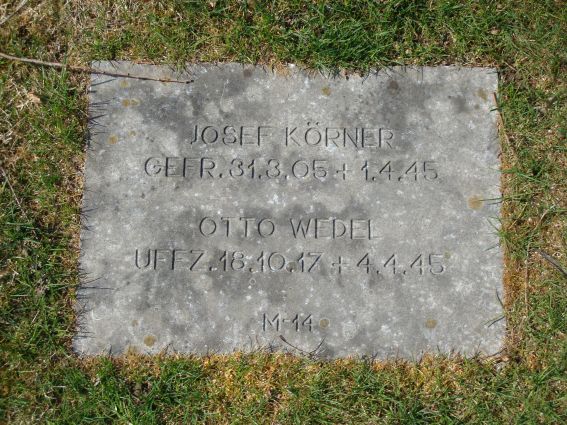 JOSEF KÖRNER
GEFR. 31.3.05 + 1.4.45
OTTO WEDEL
UFFZ. 18.10.17 + 4.4.45
M-14